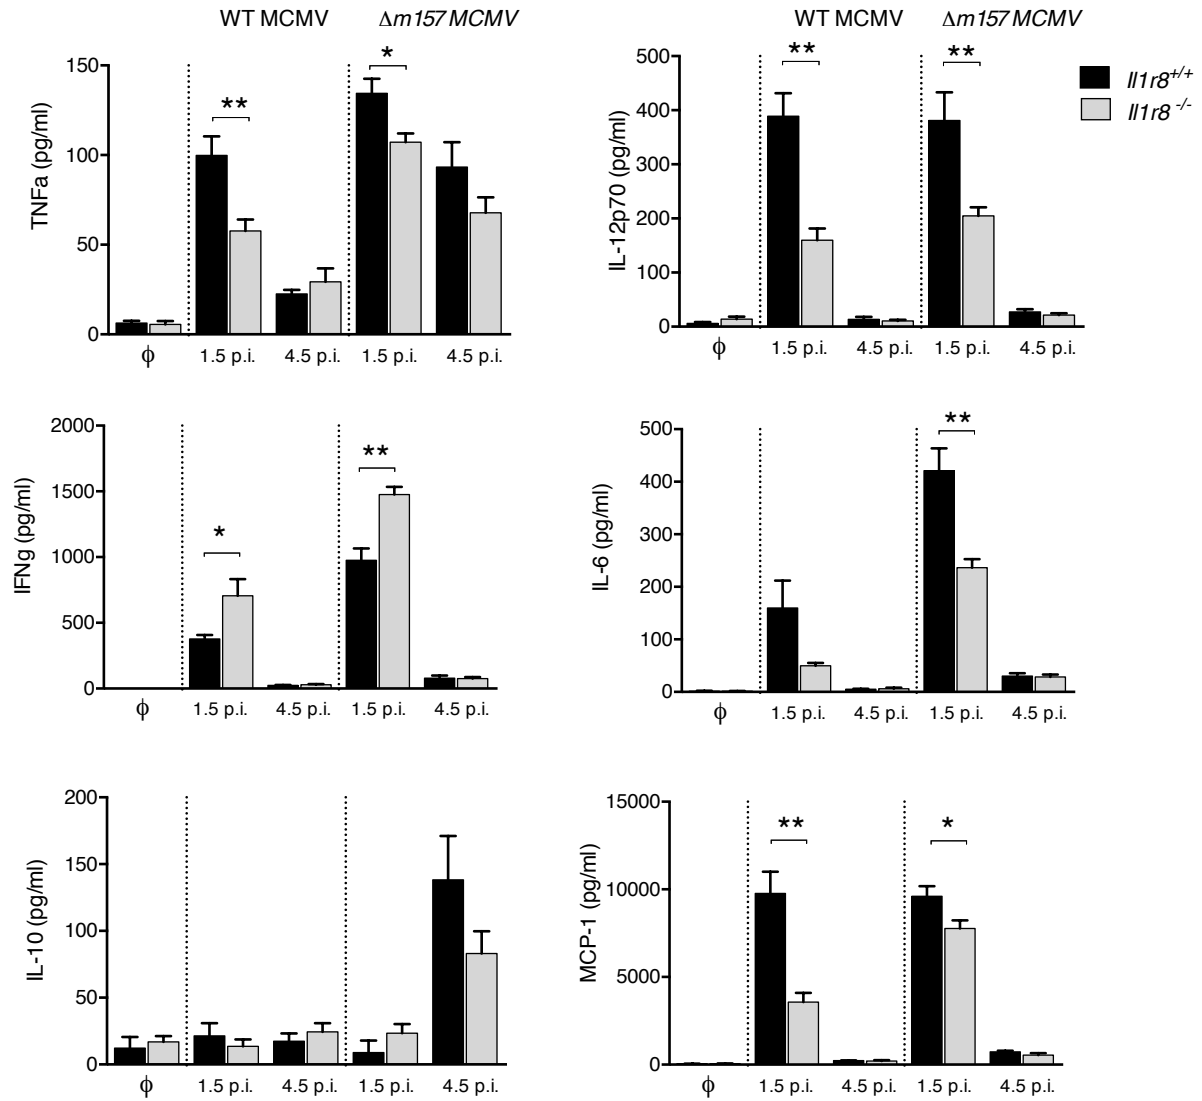 WT MCMV Δm157 MCMV
WT MCMV Δm157 MCMV
Il1r8+/+
Il1r8 -/-
TNFa (pg/ml)
150
100
50
0
** *
ϕ 1.5 p.i. 4.5 p.i. 1.5 p.i. 4.5 p.i.
IL-12p70 (pg/ml)
500
400
300
200
100
0
** **
ϕ 1.5 p.i. 4.5 p.i. 1.5 p.i. 4.5 p.i.
IFNg (pg/ml)
2000
1500
1000
500
0
* **
ϕ 1.5 p.i. 4.5 p.i. 1.5 p.i. 4.5 p.i.
IL-6 (pg/ml)
500
400
300
200
100
0
**
ϕ 1.5 p.i. 4.5 p.i. 1.5 p.i. 4.5 p.i.
IL-10 (pg/ml)
200
150
100
50
0
ϕ 1.5 p.i. 4.5 p.i. 1.5 p.i. 4.5 p.i.
MCP-1 (pg/ml)
15000
10000
5000
0
** *
ϕ 1.5 p.i. 4.5 p.i. 1.5 p.i. 4.5 p.i.